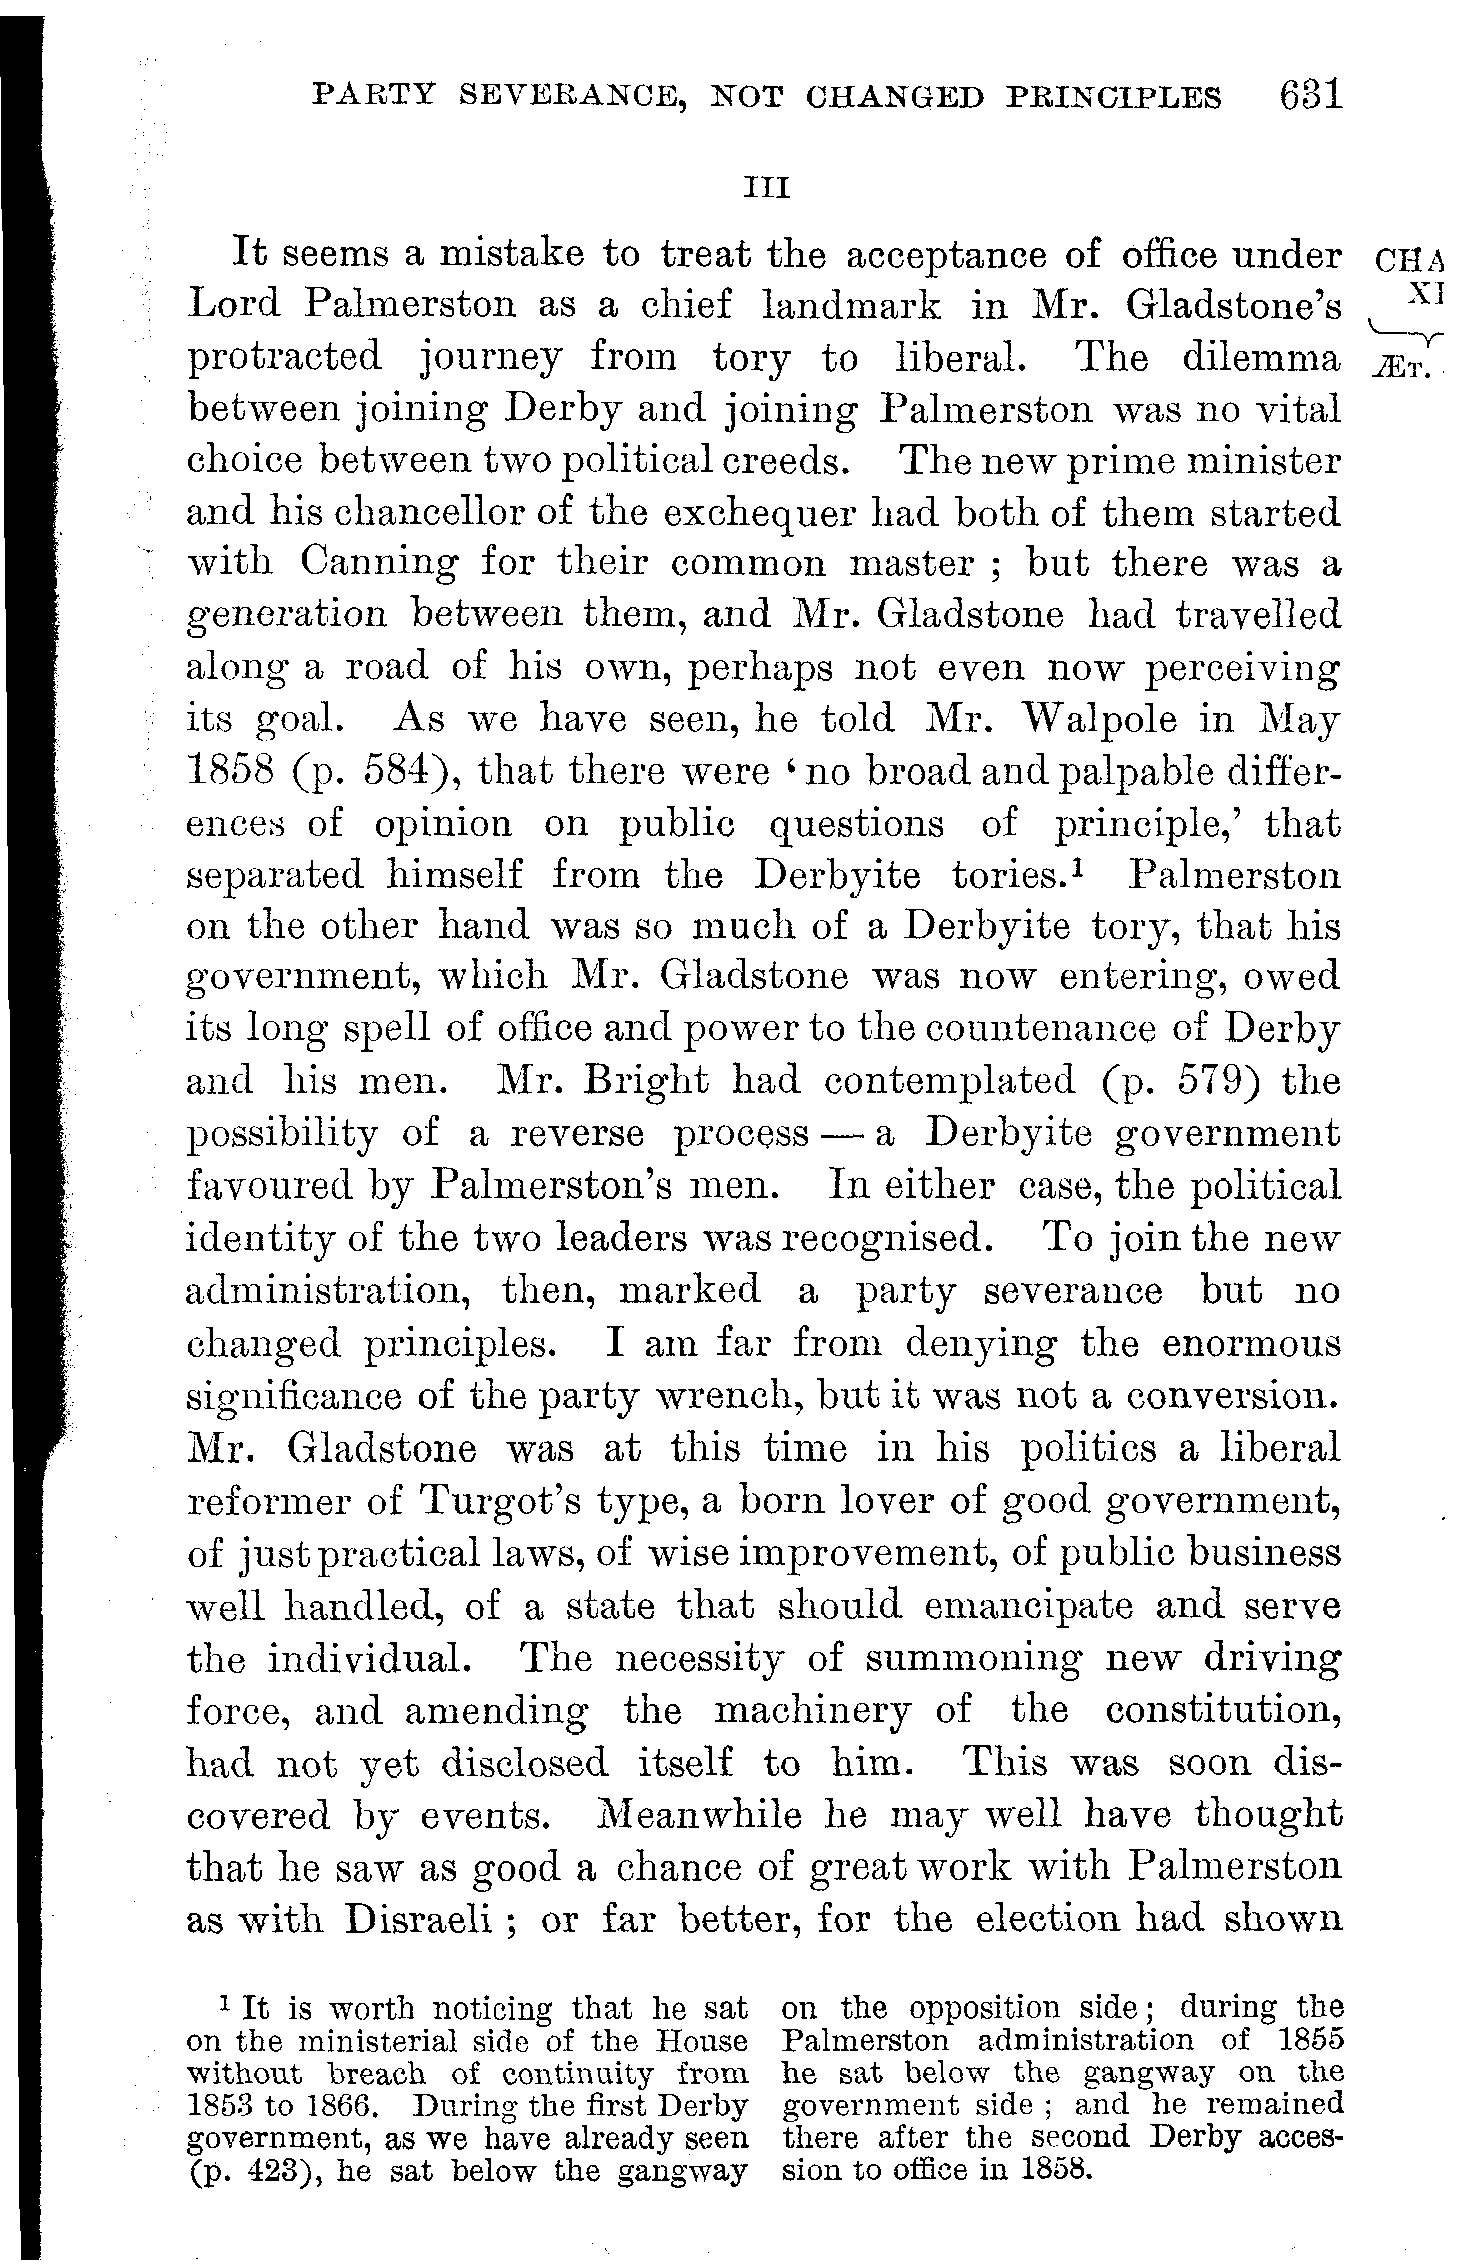 PARTY SEVERANCE, NOT CHANGED PRINCIPLES 631
III
It seems a mistake to treat the acceptance of office under
Lord Palmerston as a chief landmark in Mr. Gladstone's
protracted journey from tory to liberal. The dilemma
between joining Derby and joining Palmerston was no vital
choice between two political creeds. The new prime minister
and his chancellor of the exchequer had both of them started
with Canning for their common master ; but there was a
generation between them, and Mr. Gladstone had travelled
along a road of his own, perhaps not even now perceiving
its goal. As we have seen, he told Mr. Walpole in May
1858 (p. 584), that there were ‘no broad and palpable differ-
ences of opinion on public questions of principle,’ that
separated himself from the Derbyite tories.¹ Palmerston
on the other hand was so much of a Derbyite tory, that his
government, which Mr. Gladstone was now entering, owed
its long spell of office and power to the countenance of Derby
and his men. Mr. Bright had contemplated (p. 579) the
possibility of a reverse process — a Derbyite government
favoured by Palmerston's men. In either case, the political
identity of the two leaders was recognised. To join the new
administration, then, marked a party severance but no
changed principles. I am far from denying the enormous
significance of the party wrench, but it was not a conversion.
Mr. Gladstone was at this time in his politics a liberal
reformer of Turgot's type, a born lover of good government,
of just practical laws, of wise improvement, of public business
well handled, of a state that should emancipate and serve
the individual. The necessity of summoning new driving
force, and amending the machinery of the constitution,
had not yet disclosed itself to him. This was soon dis-
covered by events. Meanwhile he may well have thought
that he saw as good a chance of great work with Palmerston
as with Disraeli ; or far better, for the election had shown
CHA
XI
ÆT.
¹ It is worth noticing that he sat
on the ministerial side of the House
without breach of continuity from
1853 to 1866. During the first Derby
government, as we have already seen
(p. 423), he sat below the gangway
on the opposition side; during the
Palmerston administration of 1855
he sat below the gangway on the
government side ; and he remained
there after the second Derby acces-
sion to office in 1858.